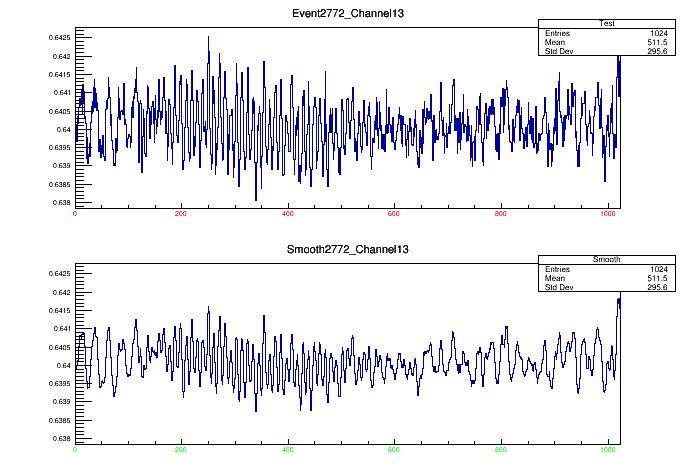 Event2772_Channel13
Test
Entries 1024
Mean 511.5
Std Dev 295.6
0.6425
0.642
0.6415
0.641
0.6405
0.64
0.6395
0.639
0.6385
0.638
0 200 400 600 800 1000
Smooth2772_Channel13
Smooth
Entries 1024
Mean 511.5
Std Dev 295.6
0.6425
0.642
0.6415
0.641
0.6405
0.64
0.6395
0.639
0.6385
0.638
0 200 400 600 800 1000